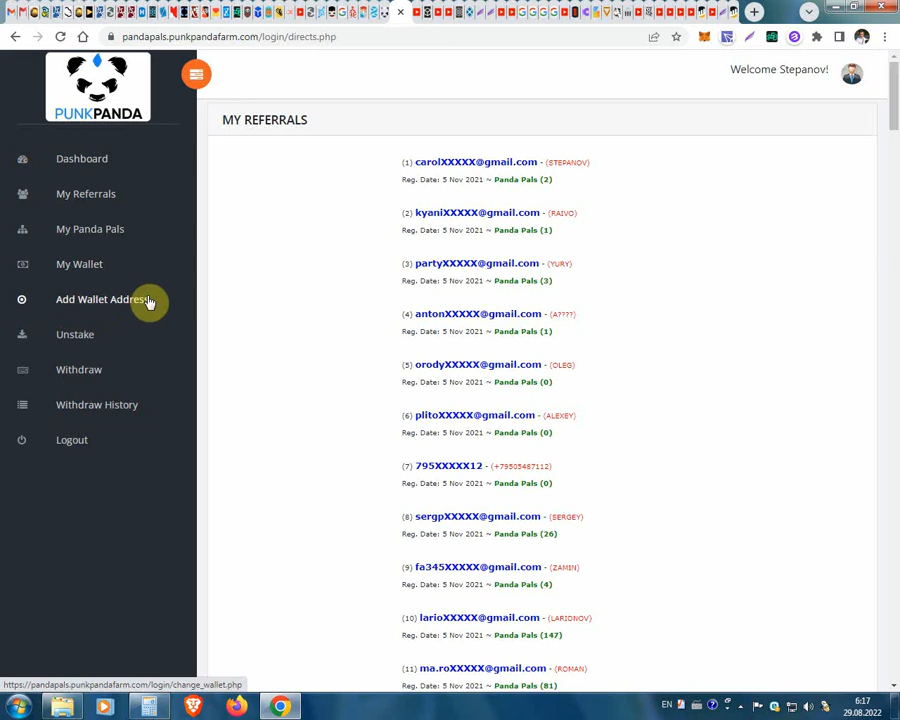 pandapals.punkpandafarm.com/login/directs.php
PUNKPANDA
Welcome Stepanov!
Dashboard
My Referrals
My Panda Pals
My Wallet
Add Wallet Address
Unstake
Withdraw
Withdraw History
Logout
MY REFERRALS
(1) carolXXXXX@gmail.com - (STEPANOV)
Reg. Date: 5 Nov 2021 ~ Panda Pals (2)
(2) kyaniXXXXX@gmail.com - (RAIVO)
Reg. Date: 5 Nov 2021 ~ Panda Pals (1)
(3) partyXXXXX@gmail.com - (YURY)
Reg. Date: 5 Nov 2021 ~ Panda Pals (3)
(4) antonXXXXX@gmail.com - (A????)
Reg. Date: 5 Nov 2021 ~ Panda Pals (1)
(5) orodyXXXXX@gmail.com - (OLEG)
Reg. Date: 5 Nov 2021 ~ Panda Pals (0)
(6) plitoXXXXX@gmail.com - (ALEXEY)
Reg. Date: 5 Nov 2021 ~ Panda Pals (0)
(7) 795XXXXX12 - (+79505487112)
Reg. Date: 5 Nov 2021 ~ Panda Pals (0)
(8) sergpXXXXX@gmail.com - (SERGEY)
Reg. Date: 5 Nov 2021 ~ Panda Pals (26)
(9) fa345XXXXX@gmail.com - (ZAMIN)
Reg. Date: 5 Nov 2021 ~ Panda Pals (4)
(10) larioXXXXX@gmail.com - (LARIDNOV)
Reg. Date: 5 Nov 2021 ~ Panda Pals (147)
(11) ma.roXXXXX@gmail.com - (ROMAN)
Reg. Date: 5 Nov 2021 ~ Panda Pals (81)
https://pandapals.punkpandafarm.com/login/change_wallet.php
EN
6:17
29.08.2022